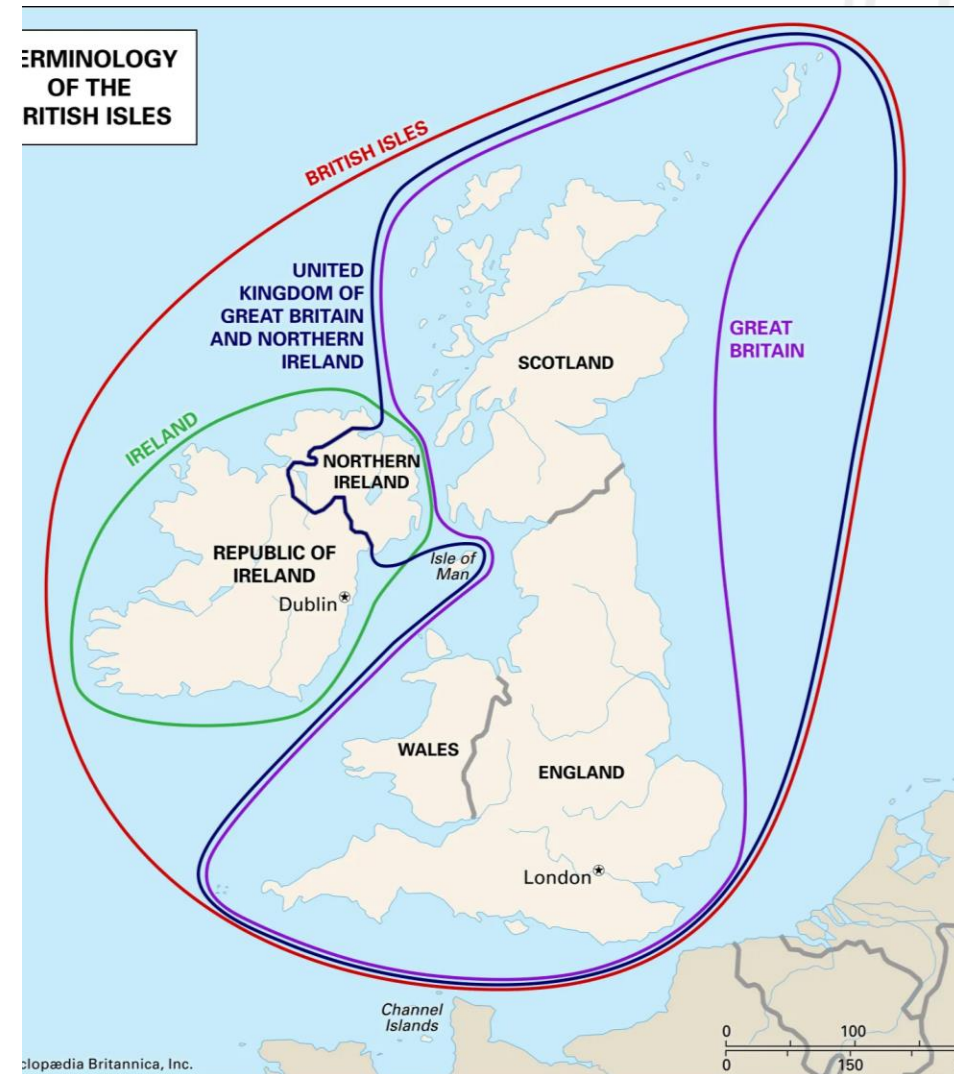 ERMINOLOGY
OF THE
RITISH ISLES
BRITISH ISLES
UNITED
KINGDOM OF
GREAT BRITAIN
AND NORTHERN
IRELAND
GREAT
BRITAIN
SCOTLAND
IRELAND
NORTHERN
IRELAND
REPUBLIC OF
IRELAND
Dublin
Isle of
Man
WALES
ENGLAND
London
Channel
Islands
0 100
0 150
clopædia Britannica, Inc.